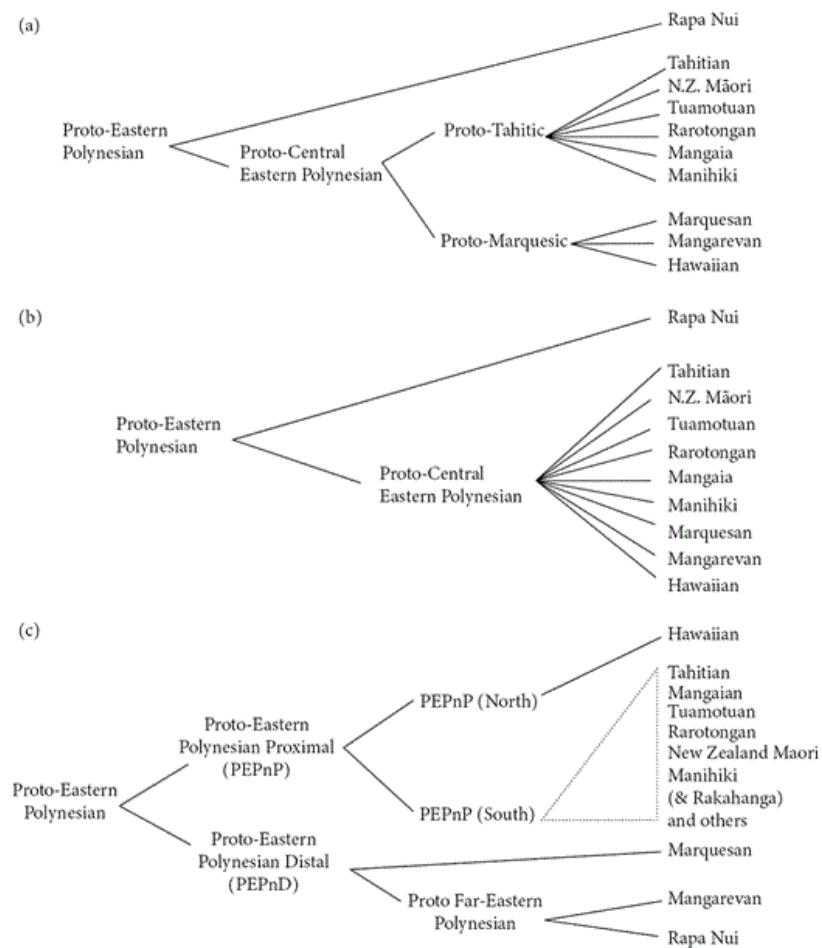 (a)
Rapa Nui
Proto-Eastern
Polynesian
Proto-Central
Eastern Polynesian
Proto-Tahitic
Tahitian
N.Z. Māori
Tuamotuan
Rarotongan
Mangaia
Manihiki
Proto-Marquesic
Marquesan
Mangarevan
Hawaiian
(b)
Rapa Nui
Proto-Eastern
Polynesian
Proto-Central
Eastern Polynesian
Tahitian
N.Z. Māori
Tuamotuan
Rarotongan
Mangaia
Manihiki
Marquesan
Mangarevan
Hawaiian
(c)
Proto-Eastern
Polynesian
Proto-Eastern
Polynesian Proximal
(PEPnP)
PEPnP (North)
Hawaiian
PEPnP (South)
Tahitian
Mangaian
Tuamotuan
Rarotongan
New Zealand Maori
Manihiki
(& Rakahanga)
and others
Proto-Eastern
Polynesian Distal
(PEPnD)
Marquesan
Proto Far-Eastern
Polynesian
Mangarevan
Rapa Nui